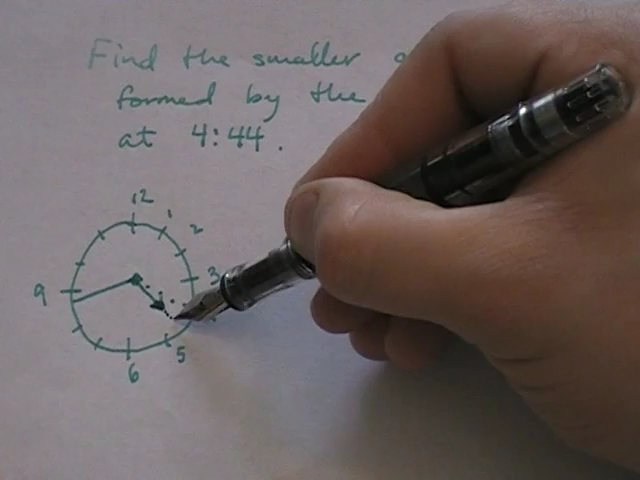 Find the smaller
formed by the
at 4:44.
12
1
2
9
3
5
6